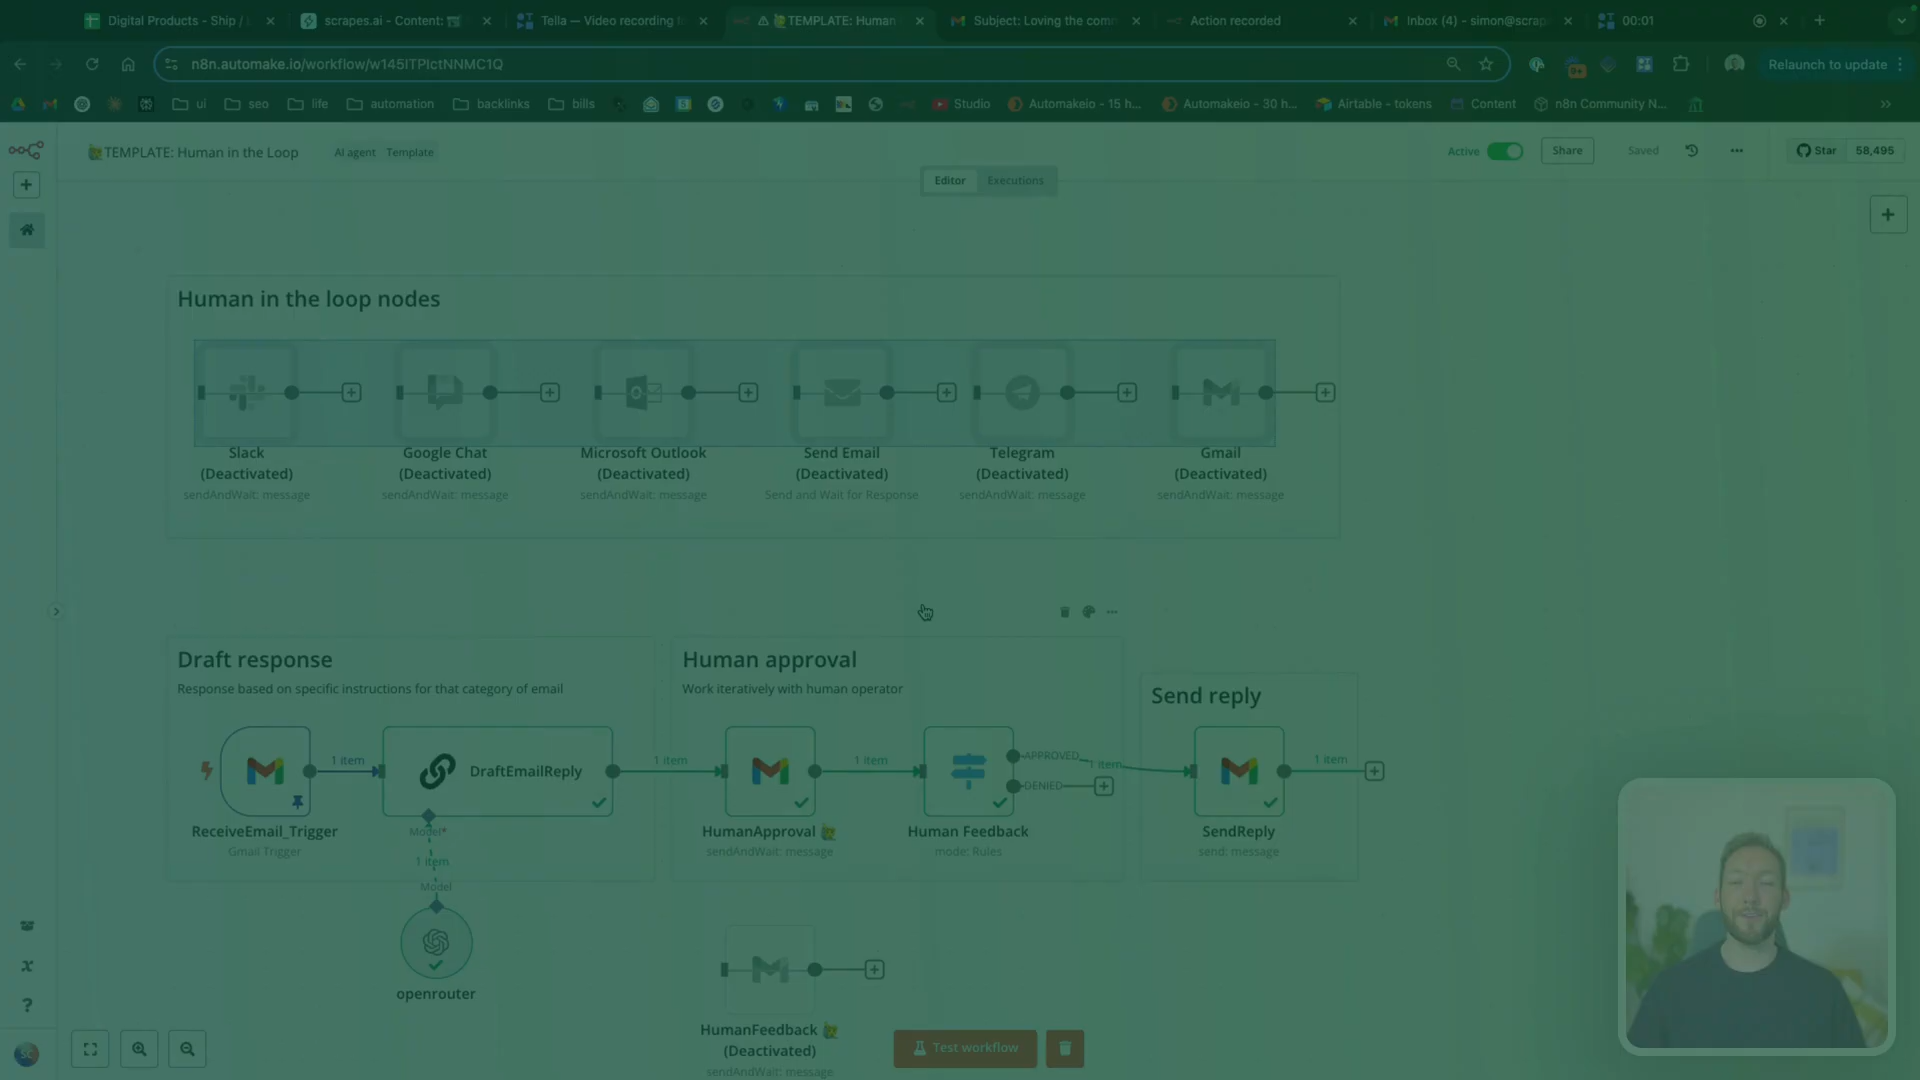 Digital Products - Ship /
scrapes.ai - Content:
Tella — Video recording
TEMPLATE: Human
Subject: Loving the com
Action recorded
Inbox (4) - simon@scrap
00:01
n8n.automake.io/workflow/w145ITPIctNNMC1Q
Relaunch to update
ui
seo
life
automation
backlinks
bills
Studio
Automakeio - 15 h...
Automakeio - 30 h...
Airtable - tokens
Content
n8n Community N...
TEMPLATE: Human in the Loop
AI agent
Template
Active
Share
Saved
Star
58,495
Editor
Executions
Human in the loop nodes
Slack
(Deactivated)
sendAndWait: message
Google Chat
(Deactivated)
sendAndWait: message
Microsoft Outlook
(Deactivated)
sendAndWait: message
Send Email
(Deactivated)
Send and Wait for Response
Telegram
(Deactivated)
sendAndWait: message
Gmail
(Deactivated)
sendAndWait: message
Draft response
Response based on specific instructions for that category of email
Human approval
Work iteratively with human operator
Send reply
1 item
DraftEmailReply
1 item
1 item
APPROVED
DENIED
1 item
1 item
ReceiveEmail_Trigger
Gmail Trigger
Model*
1 item
Model
openrouter
HumanApproval
sendAndWait: message
Human Feedback
mode: Rules
SendReply
send: message
HumanFeedback
(Deactivated)
sendAndWait: message
Test workflow